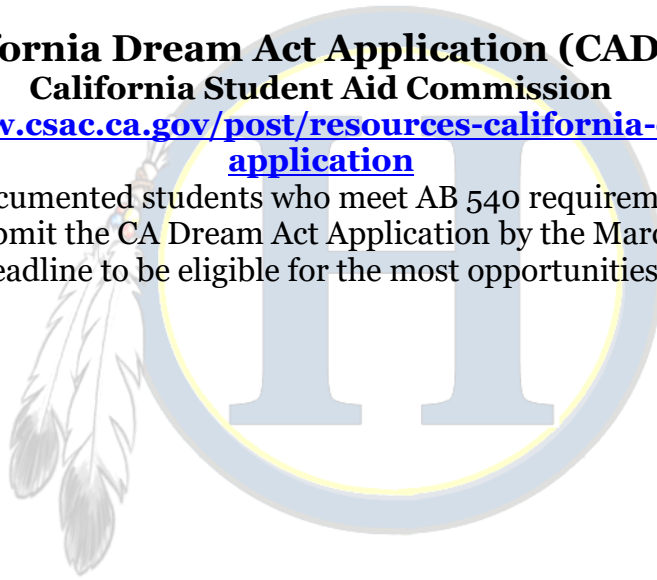 fornia Dream Act Application (CAD
California Student Aid Commission
w.csac.ca.gov/post/resources-california-
application
cumented students who meet AB 540 requirem
bmit the CA Dream Act Application by the Marc
eadline to be eligible for the most opportunities
H